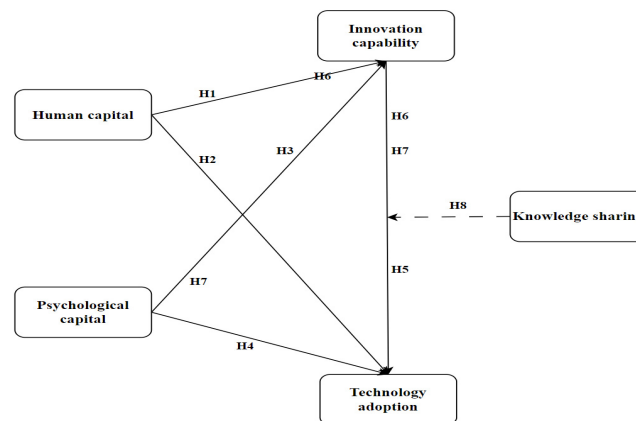 Innovation
capability
H1
H6
Human capital
H6
H2
H3
H7
H8
Knowledge sharin
H7
H5
Psychological
capital
H4
Technology
adoption